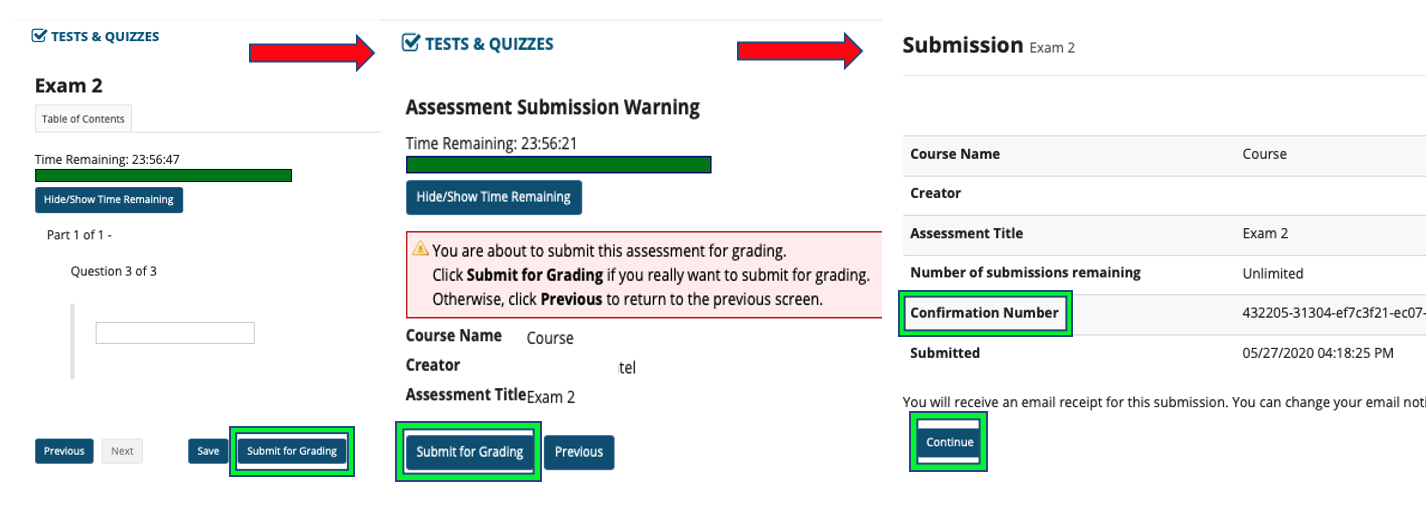 TESTS & QUIZZES
Exam 2
Table of Contents
Time Remaining: 23:56:47
Hide/Show Time Remaining
Part 1 of 1 -
Question 3 of 3
Previous Next Save Submit for Grading
TESTS & QUIZZES
Assessment Submission Warning
Time Remaining: 23:56:21
Hide/Show Time Remaining
You are about to submit this assessment for grading.
Click Submit for Grading if you really want to submit for grading.
Otherwise, click Previous to return to the previous screen.
Course Name Course
Creator tel
Assessment Title Exam 2
Submit for Grading Previous
Submission Exam 2
Course Name Course
Creator
Assessment Title Exam 2
Number of submissions remaining Unlimited
Confirmation Number 432205-31304-ef7c3f21-ec07-
Submitted 05/27/2020 04:18:25 PM
You will receive an email receipt for this submission. You can change your email noti
Continue